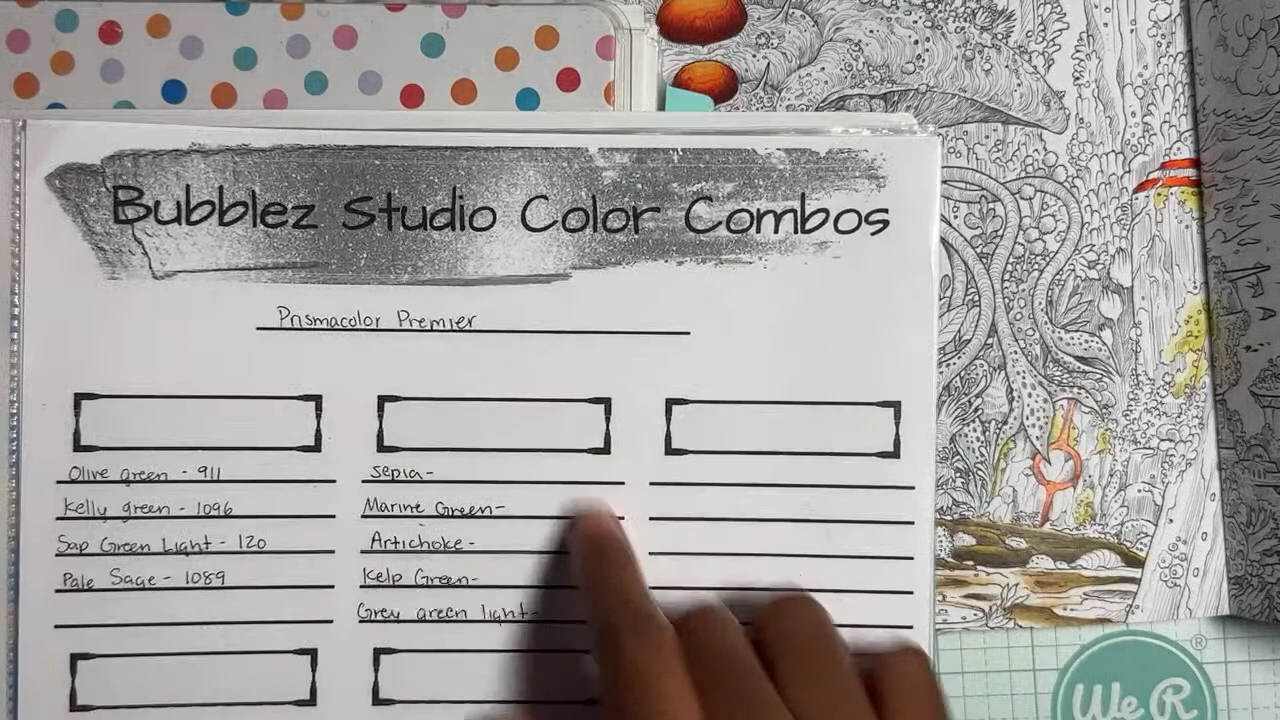 Bubblez Studio Color Combos
Prismacolor Premier
Olive green - 911
Kelly green - 1096
Sap Green Light - 120
Pale Sage - 1089
Sepia -
Marine Green -
Artichoke -
Kelp Green -
Grey green light -
We R
®